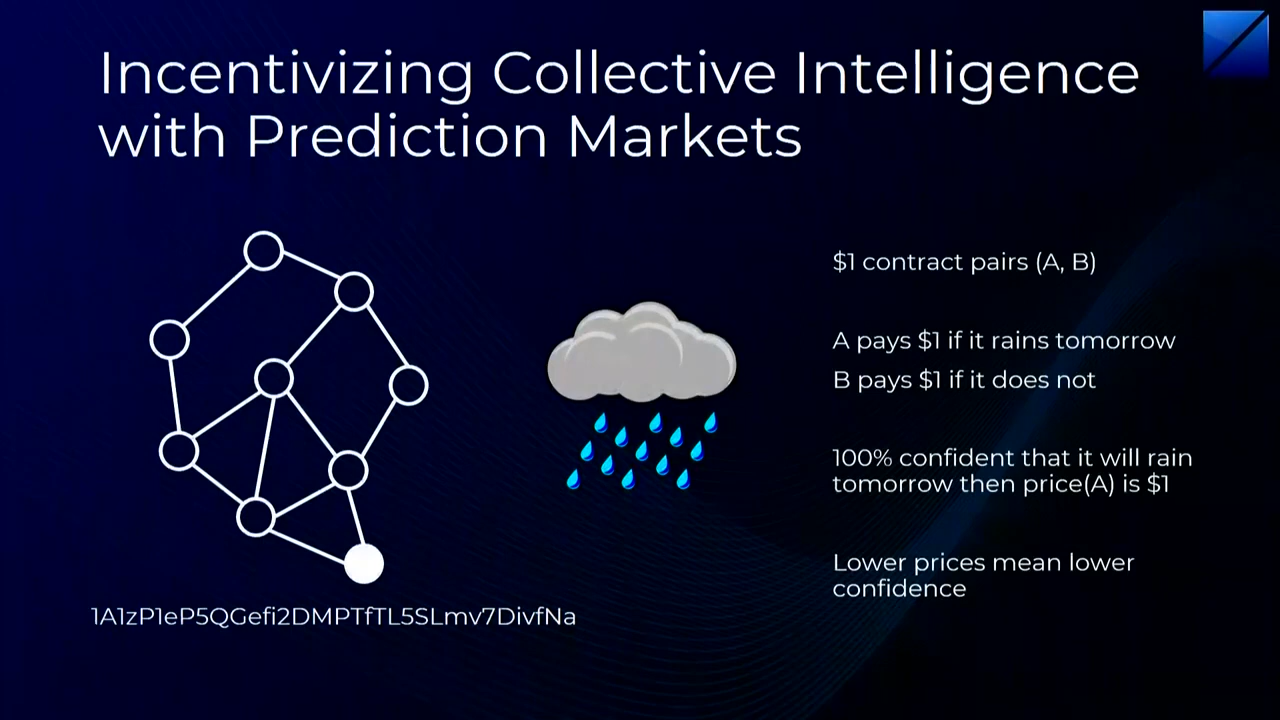 Incentivizing Collective Intelligence
with Prediction Markets
$1 contract pairs (A, B)
A pays $1 if it rains tomorrow
B pays $1 if it does not
100% confident that it will rain
tomorrow then price(A) is $1
Lower prices mean lower
confidence
1A1zP1eP5QGefi2DMPTfTL5SLmv7DivfNa